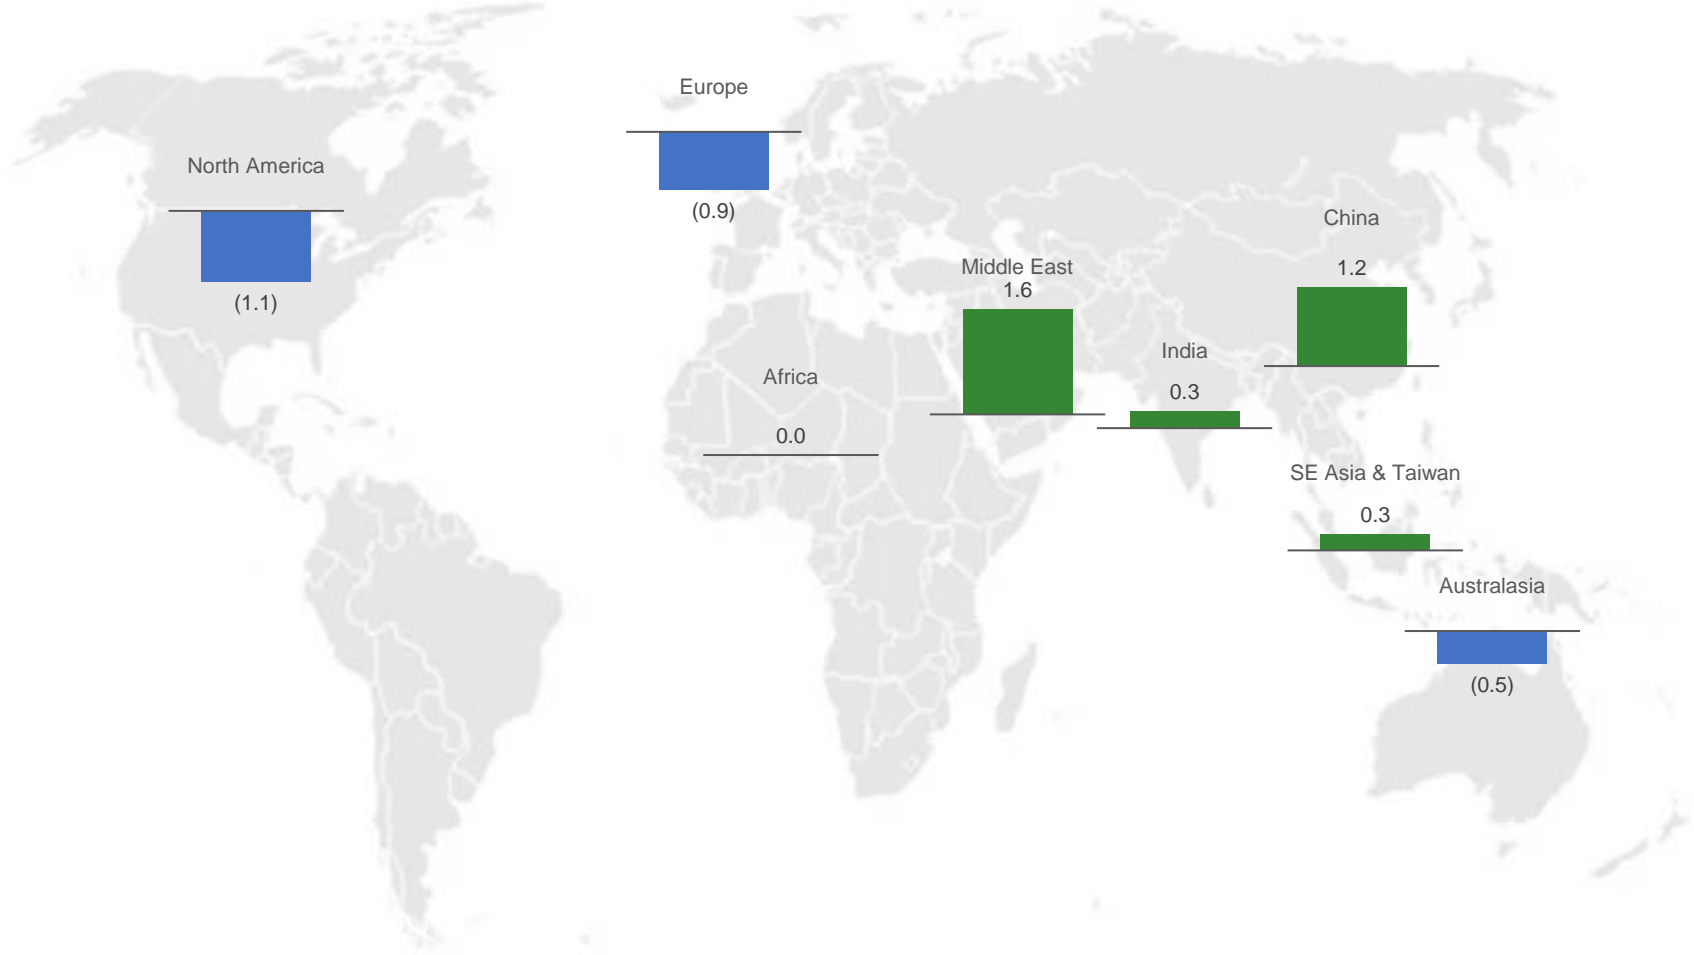 Europe
(0.9)
North America
(1.1)
China
1.2
Middle East
1.6
India
0.3
Africa
0.0
SE Asia & Taiwan
0.3
Australasia
(0.5)